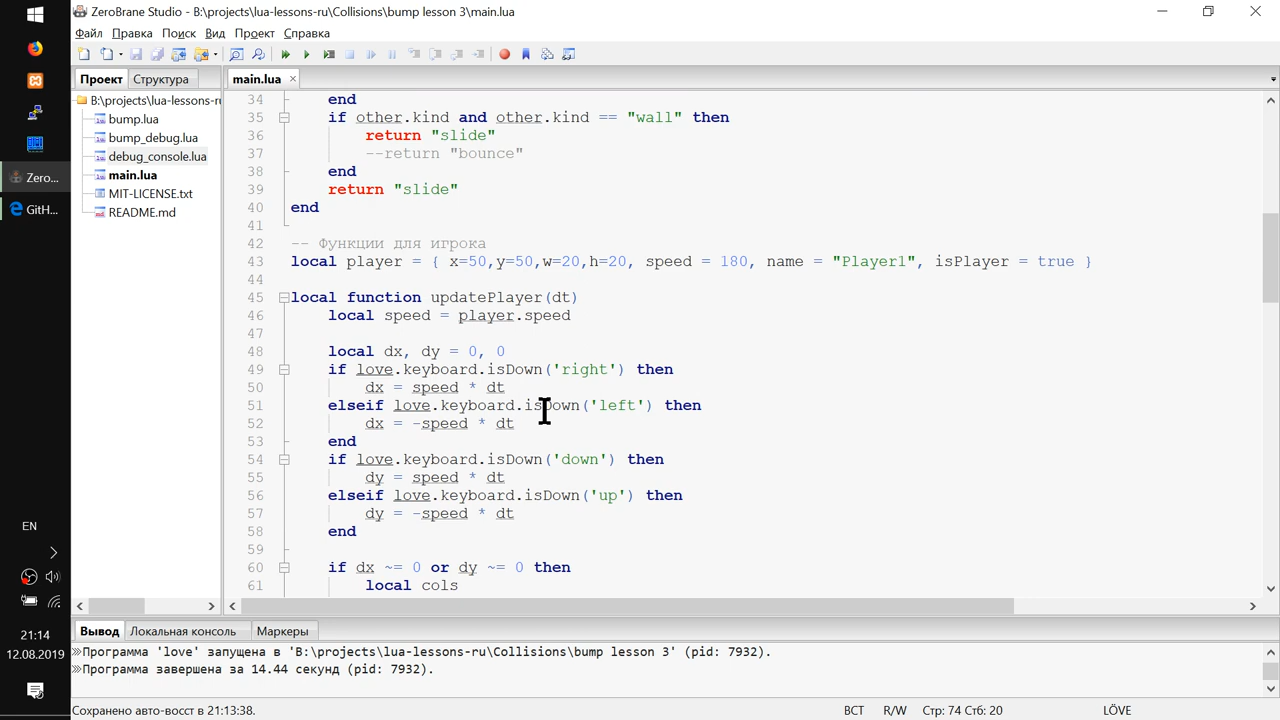 ZeroBrane Studio - B:\projects\lua-lessons-ru\Collisions\bump lesson 3\main.lua
Файл Правка Поиск Вид Проект Справка
Проект Структура
main.lua
B:\projects\lua-lessons-r
bump.lua
bump_debug.lua
debug_console.lua
main.lua
MIT-LICENSE.txt
README.md
34 end
35 if other.kind and other.kind == "wall" then
36 return "slide"
37 --return "bounce"
38 end
39 return "slide"
40 end
41
42 -- Функции для игрока
43 local player = { x=50,y=50,w=20,h=20, speed = 180, name = "Player1", isPlayer = true }
44
45 local function updatePlayer(dt)
46 local speed = player.speed
47
48 local dx, dy = 0, 0
49 if love.keyboard.isDown('right') then
50 dx = speed * dt
51 elseif love.keyboard.isDown('left') then
52 dx = -speed * dt
53 end
54 if love.keyboard.isDown('down') then
55 dy = speed * dt
56 elseif love.keyboard.isDown('up') then
57 dy = -speed * dt
58 end
59
60 if dx ~= 0 or dy ~= 0 then
61 local cols
Zero...
GitH...
EN
21:14
12.08.2019
Вывод Локальная консоль Маркеры
Программа 'love' запущена в 'B:\projects\lua-lessons-ru\Collisions\bump lesson 3' (pid: 7932).
Программа завершена за 14.44 секунд (pid: 7932).
Сохранено авто-восст в 21:13:38. ВСТ R/W Стр: 74 Стб: 20 LÖVE